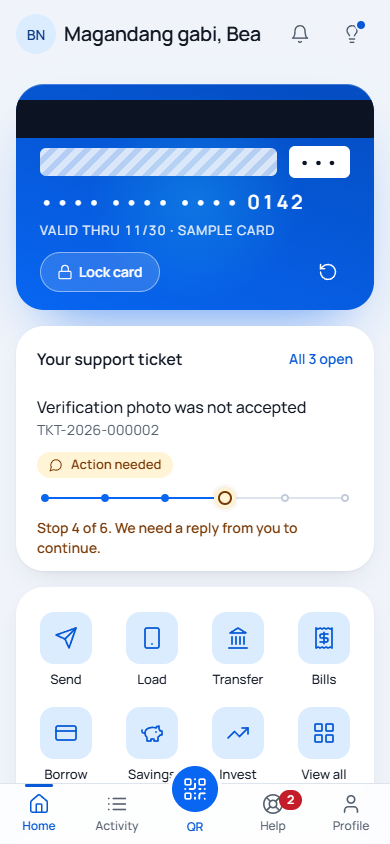 BN
Magandang gabi, Bea
•••
•••• •••• •••• 0142
VALID THRU 11/30 · SAMPLE CARD
Lock card
Your support ticket
All 3 open
Verification photo was not accepted
TKT-2026-000002
Action needed
Stop 4 of 6. We need a reply from you to
continue.
Send
Load
Transfer
Bills
Borrow
Savings
Invest
View all
2
Home
Activity
QR
Help
Profile